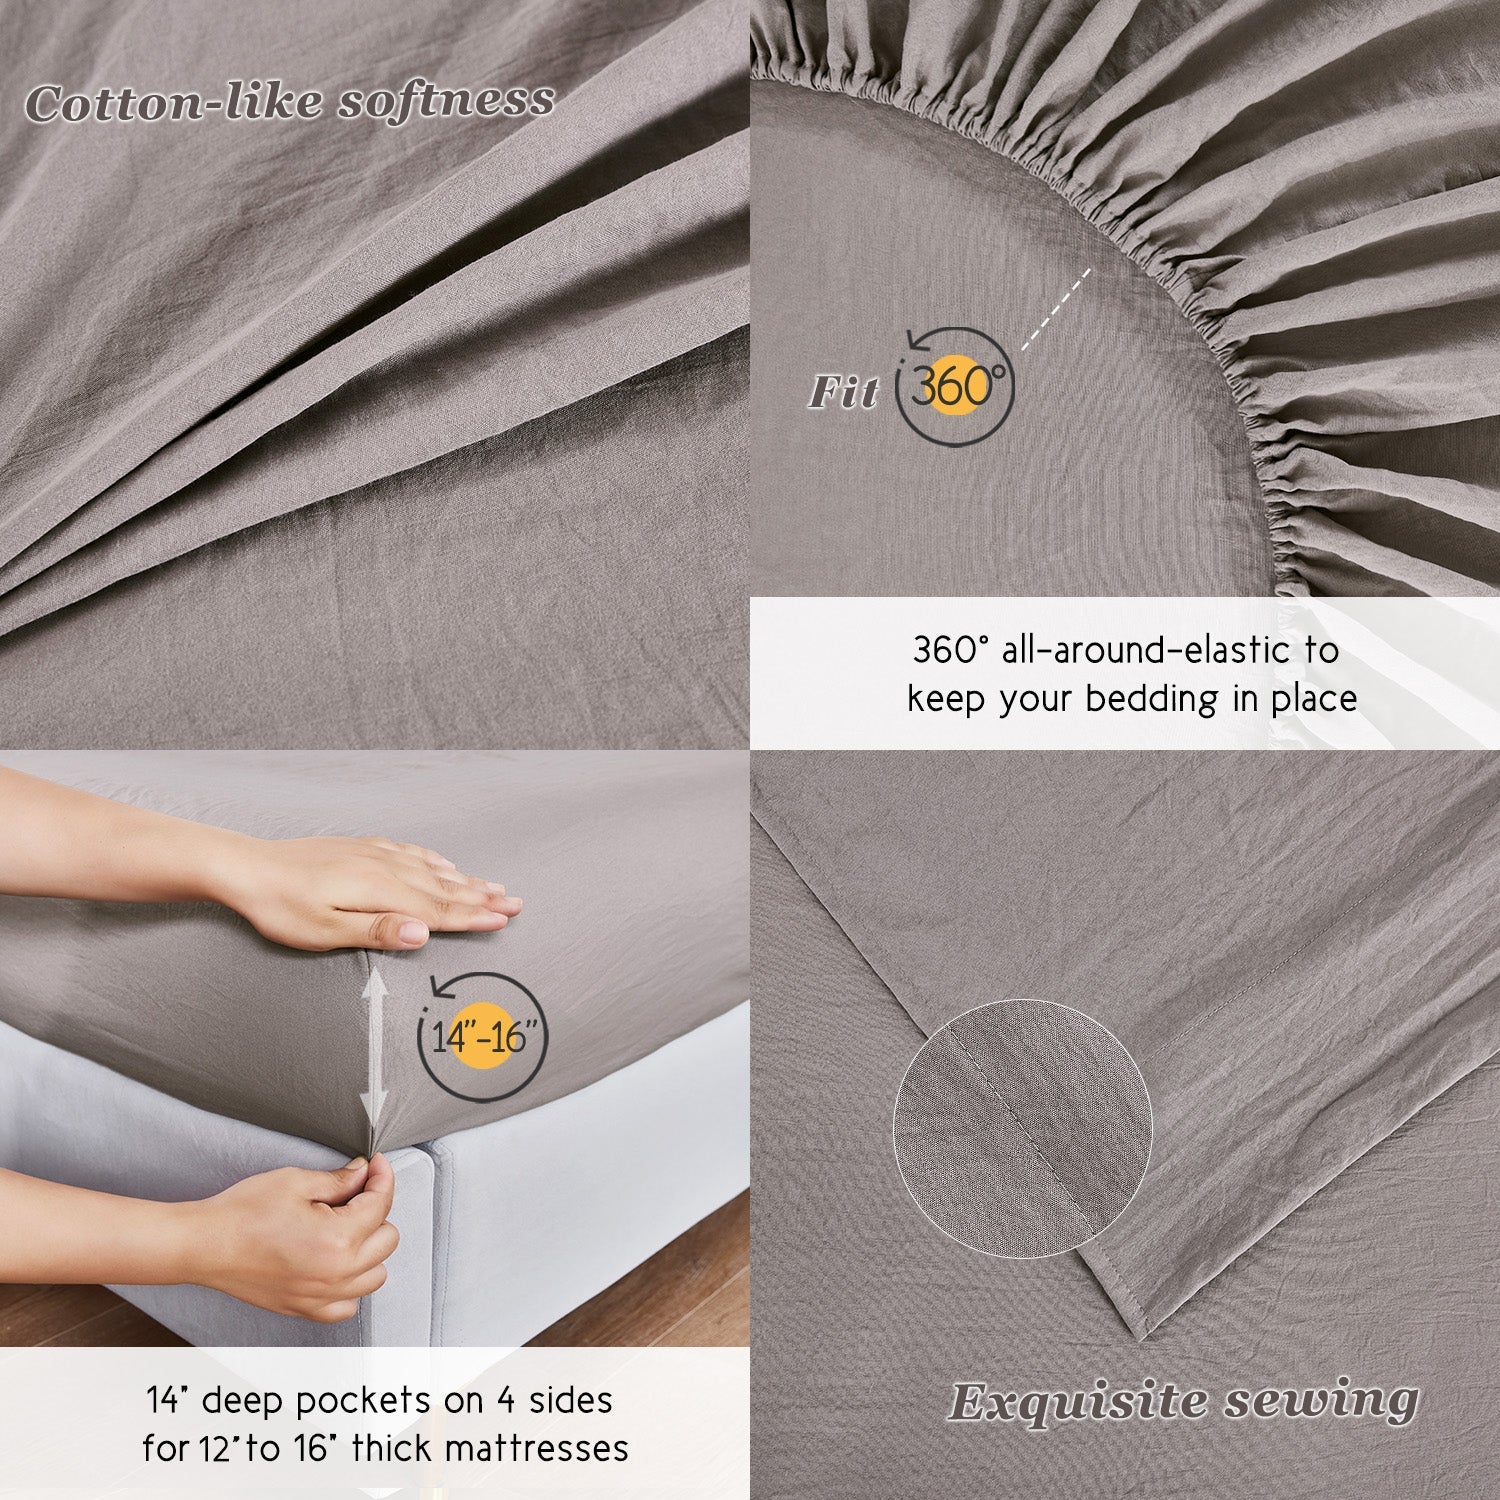 Cotton-like softness
Fit 360°
360° all-around-elastic to
keep your bedding in place
14"-16"
14" deep pockets on 4 sides
for 12" to 16" thick mattresses
Exquisite sewing